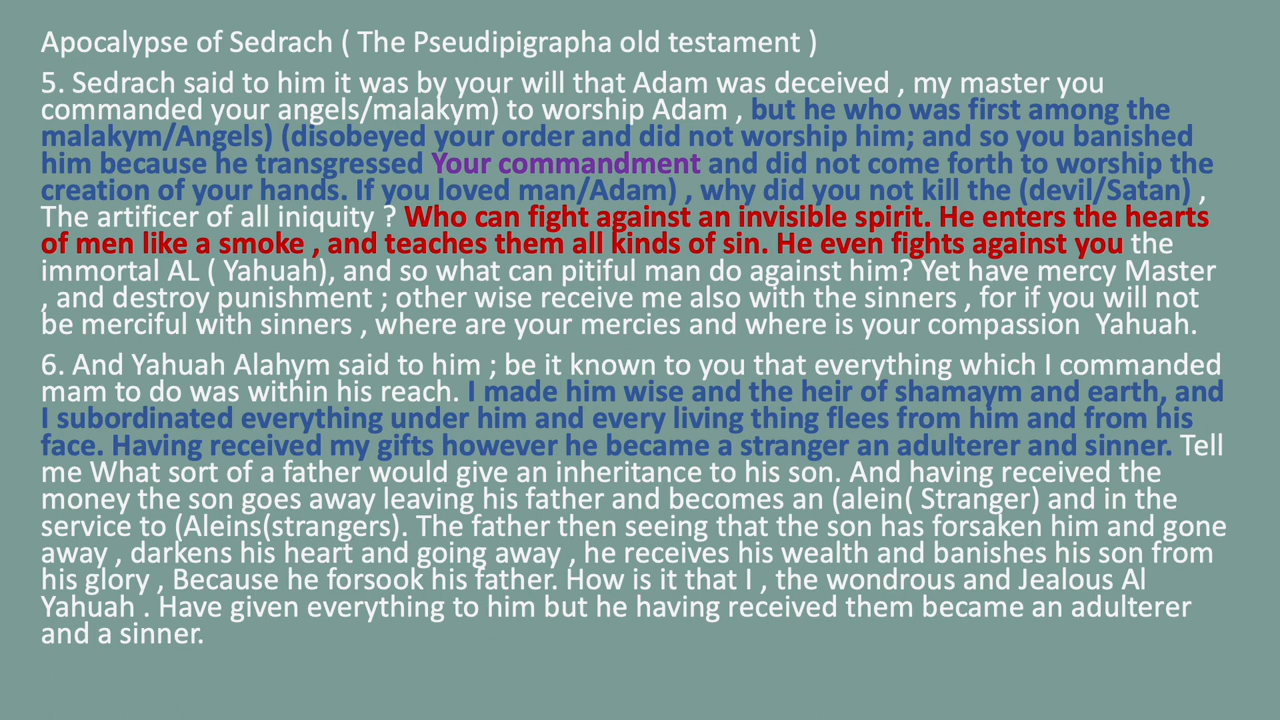 Apocalypse of Sedrach ( The Pseudipigrapha old testament )
5. Sedrach said to him it was by your will that Adam was deceived , my master you
commanded your angels/malakym) to worship Adam , but he who was first among the
malakym/Angels) (disobeyed your order and did not worship him; and so you banished
him because he transgressed Your commandment and did not come forth to worship the
creation of your hands. If you loved man/Adam) , why did you not kill the (devil/Satan) ,
The artificer of all iniquity ? Who can fight against an invisible spirit. He enters the hearts
of men like a smoke , and teaches them all kinds of sin. He even fights against you the
immortal AL ( Yahuah), and so what can pitiful man do against him? Yet have mercy Master
, and destroy punishment ; other wise receive me also with the sinners , for if you will not
be merciful with sinners , where are your mercies and where is your compassion  Yahuah.
6. And Yahuah Alahym said to him ; be it known to you that everything which I commanded
mam to do was within his reach. I made him wise and the heir of shamaym and earth, and
I subordinated everything under him and every living thing flees from him and from his
face. Having received my gifts however he became a stranger an adulterer and sinner. Tell
me What sort of a father would give an inheritance to his son. And having received the
money the son goes away leaving his father and becomes an (alein( Stranger) and in the
service to (Aleins(strangers). The father then seeing that the son has forsaken him and gone
away , darkens his heart and going away , he receives his wealth and banishes his son from
his glory , Because he forsook his father. How is it that I , the wondrous and Jealous Al
Yahuah . Have given everything to him but he having received them became an adulterer
and a sinner.